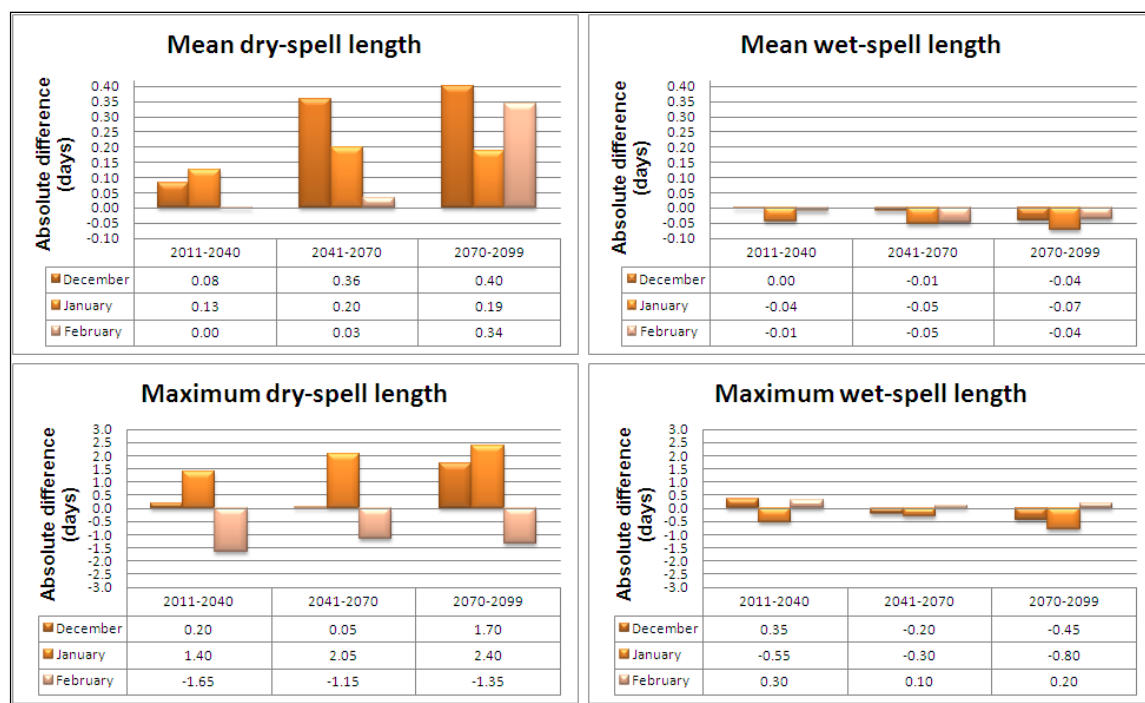 Mean dry-spell length
Absolute difference
(days)
0.40
0.35
0.30
0.25
0.20
0.15
0.10
0.05
0.00
-0.05
-0.10
2011-2040 2041-2070 2070-2099
December 0.08 0.36 0.40
January 0.13 0.20 0.19
February 0.00 0.03 0.34
Mean wet-spell length
Absolute difference
(days)
0.40
0.35
0.30
0.25
0.20
0.15
0.10
0.05
0.00
-0.05
-0.10
2011-2040 2041-2070 2070-2099
December 0.00 -0.01 -0.04
January -0.04 -0.05 -0.07
February -0.01 -0.05 -0.04
Maximum dry-spell length
Absolute difference
(days)
3.0
2.5
2.0
1.5
1.0
0.5
0.0
-0.5
-1.0
-1.5
-2.0
-2.5
-3.0
2011-2040 2041-2070 2070-2099
December 0.20 0.05 1.70
January 1.40 2.05 2.40
February -1.65 -1.15 -1.35
Maximum wet-spell length
Absolute difference
(days)
3.0
2.5
2.0
1.5
1.0
0.5
0.0
-0.5
-1.0
-1.5
-2.0
-2.5
-3.0
2011-2040 2041-2070 2070-2099
December 0.35 -0.20 -0.45
January -0.55 -0.30 -0.80
February 0.30 0.10 0.20